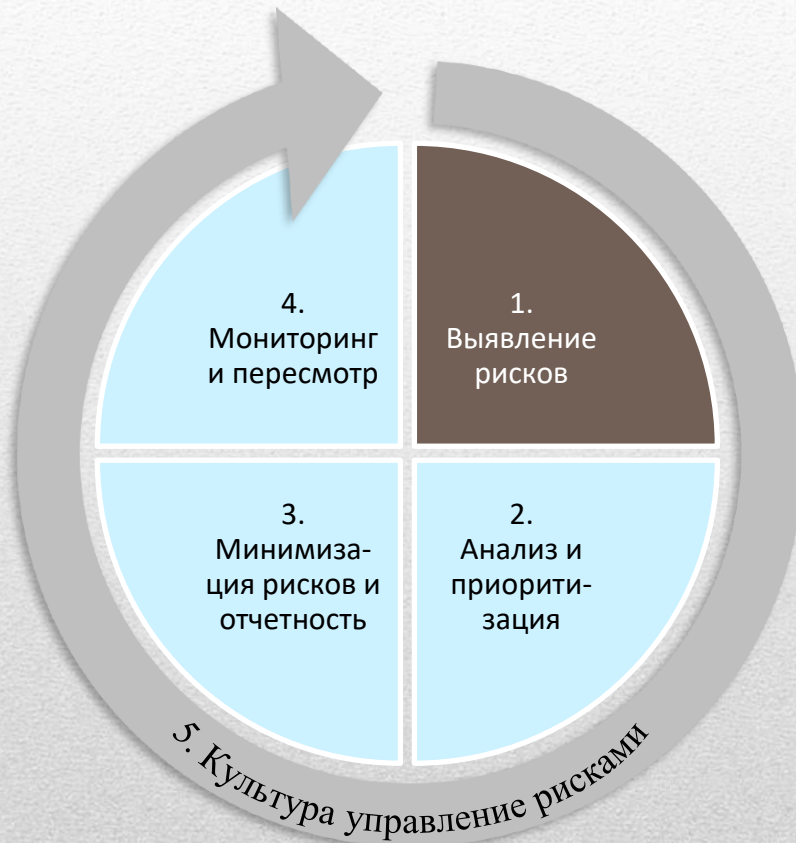 1.
Выявление
рисков
2.
Анализ и
приорити-
зация
3.
Минимиза-
ция рисков и
отчетность
4.
Мониторинг
и пересмотр
5. Культура управление рисками